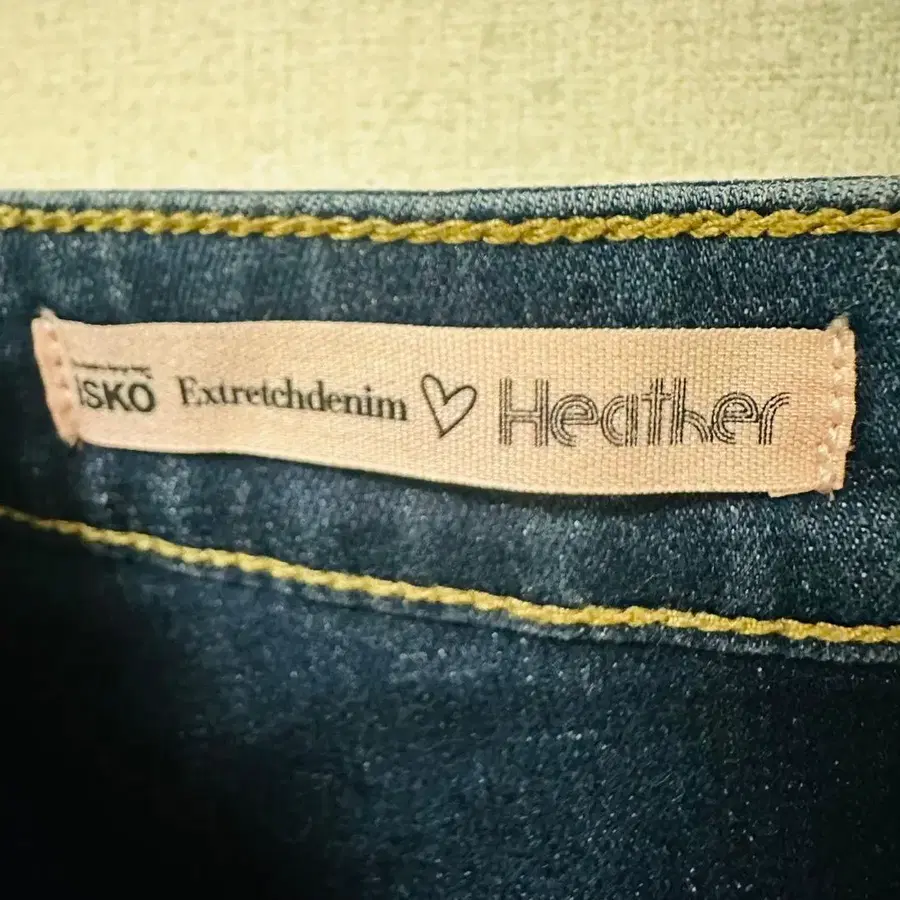 ISKO Extretchdenim ♡ Heather